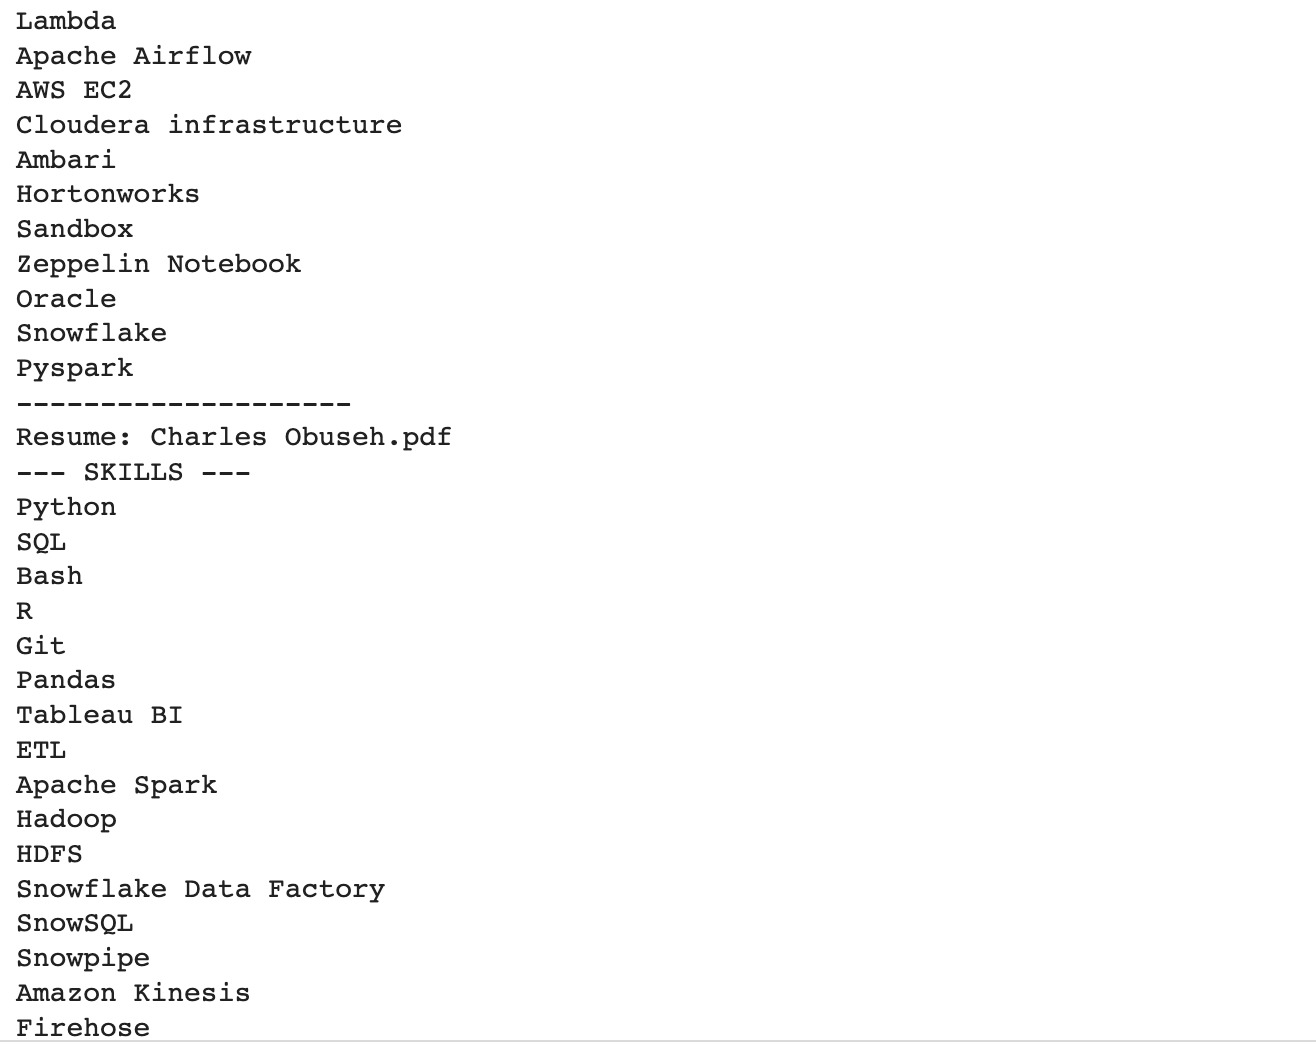 Lambda
Apache Airflow
AWS EC2
Cloudera infrastructure
Ambari
Hortonworks
Sandbox
Zeppelin Notebook
Oracle
Snowflake
Pyspark
--------------------
Resume: Charles Obuseh.pdf
--- SKILLS ---
Python
SQL
Bash
R
Git
Pandas
Tableau BI
ETL
Apache Spark
Hadoop
HDFS
Snowflake Data Factory
SnowSQL
Snowpipe
Amazon Kinesis
Firehose